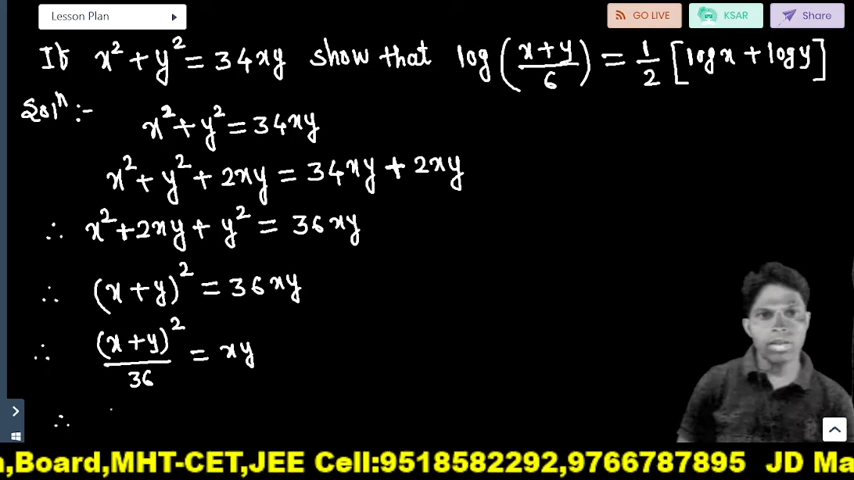 Lesson Plan
GO LIVE
KSAR
Share
If x² + y² = 34xy show that log((x+y)/6) = 1/2 [logx + logy]
Solⁿ :-
x² + y² = 34xy
x² + y² + 2xy = 34xy + 2xy
∴ x² + 2xy + y² = 36xy
∴ (x + y)² = 36xy
∴ (x+y)²/36 = xy
∴
a,Board,MHT-CET,JEE Cell:9518582292,9766787895 JD Ma